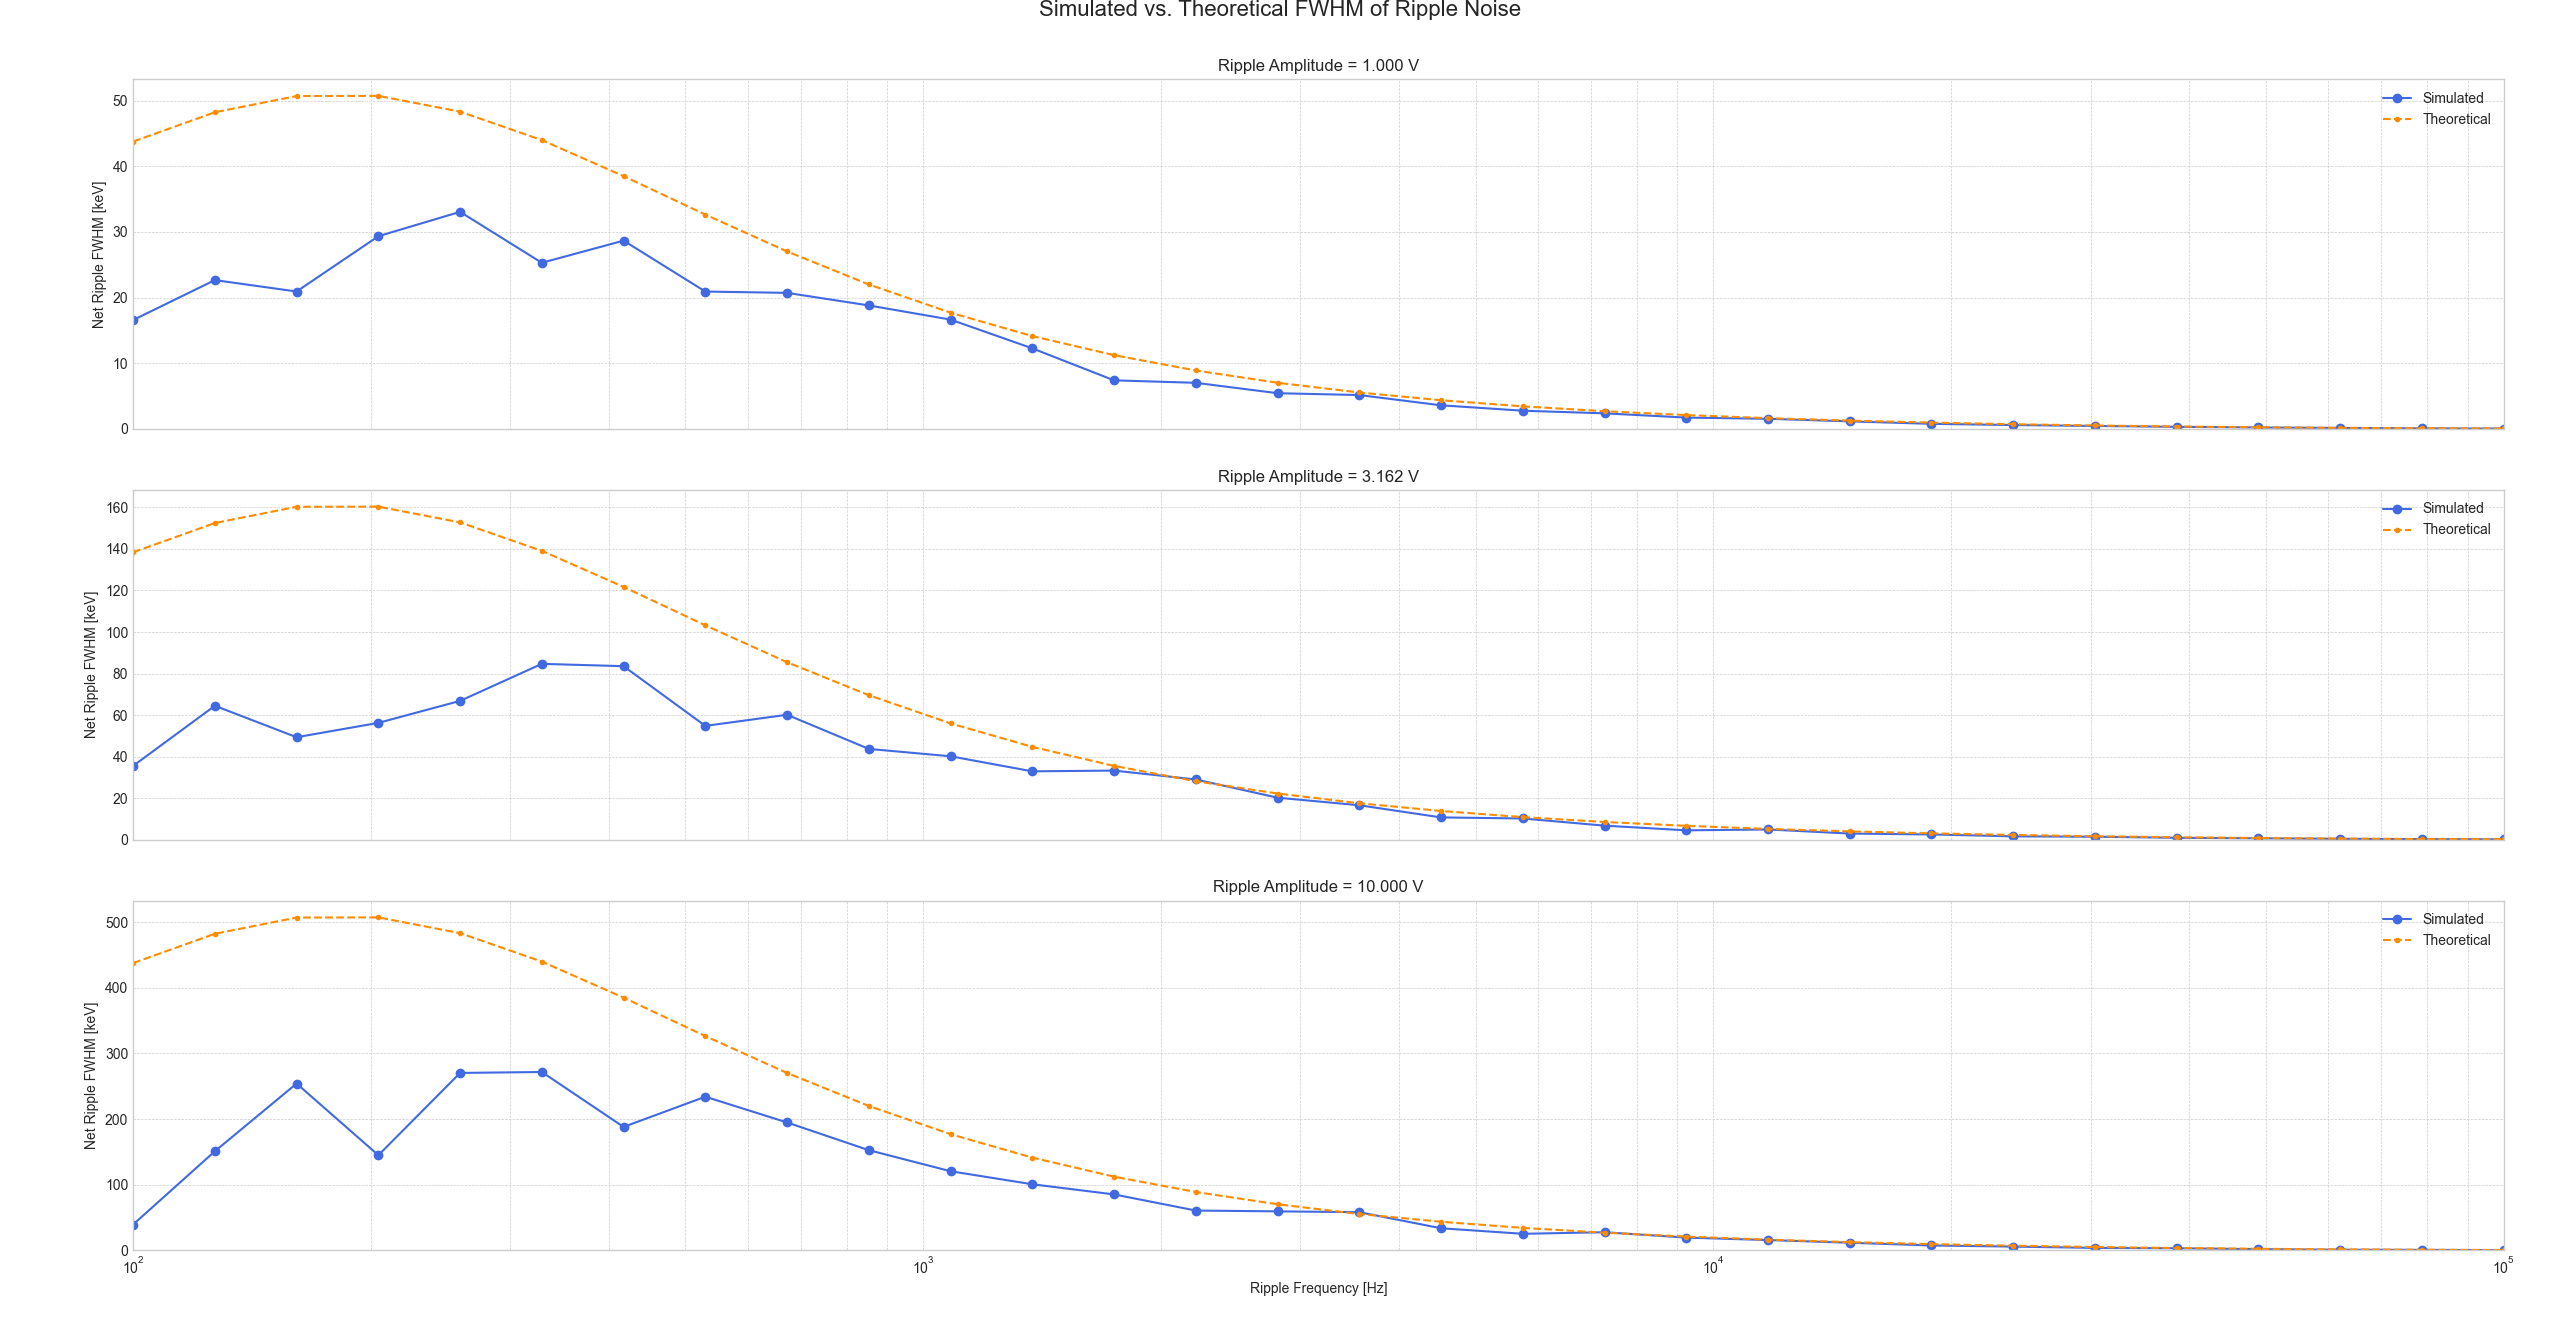 Simulated vs. Theoretical FWHM of Ripple Noise
Ripple Amplitude = 1.000 V
Net Ripple FWHM [keV]
50
40
30
20
10
0
Simulated
Theoretical
Ripple Amplitude = 3.162 V
Net Ripple FWHM [keV]
160
140
120
100
80
60
40
20
0
Simulated
Theoretical
Ripple Amplitude = 10.000 V
Net Ripple FWHM [keV]
500
400
300
200
100
0
Simulated
Theoretical
10² 10³ 10⁴ 10⁵
Ripple Frequency [Hz]